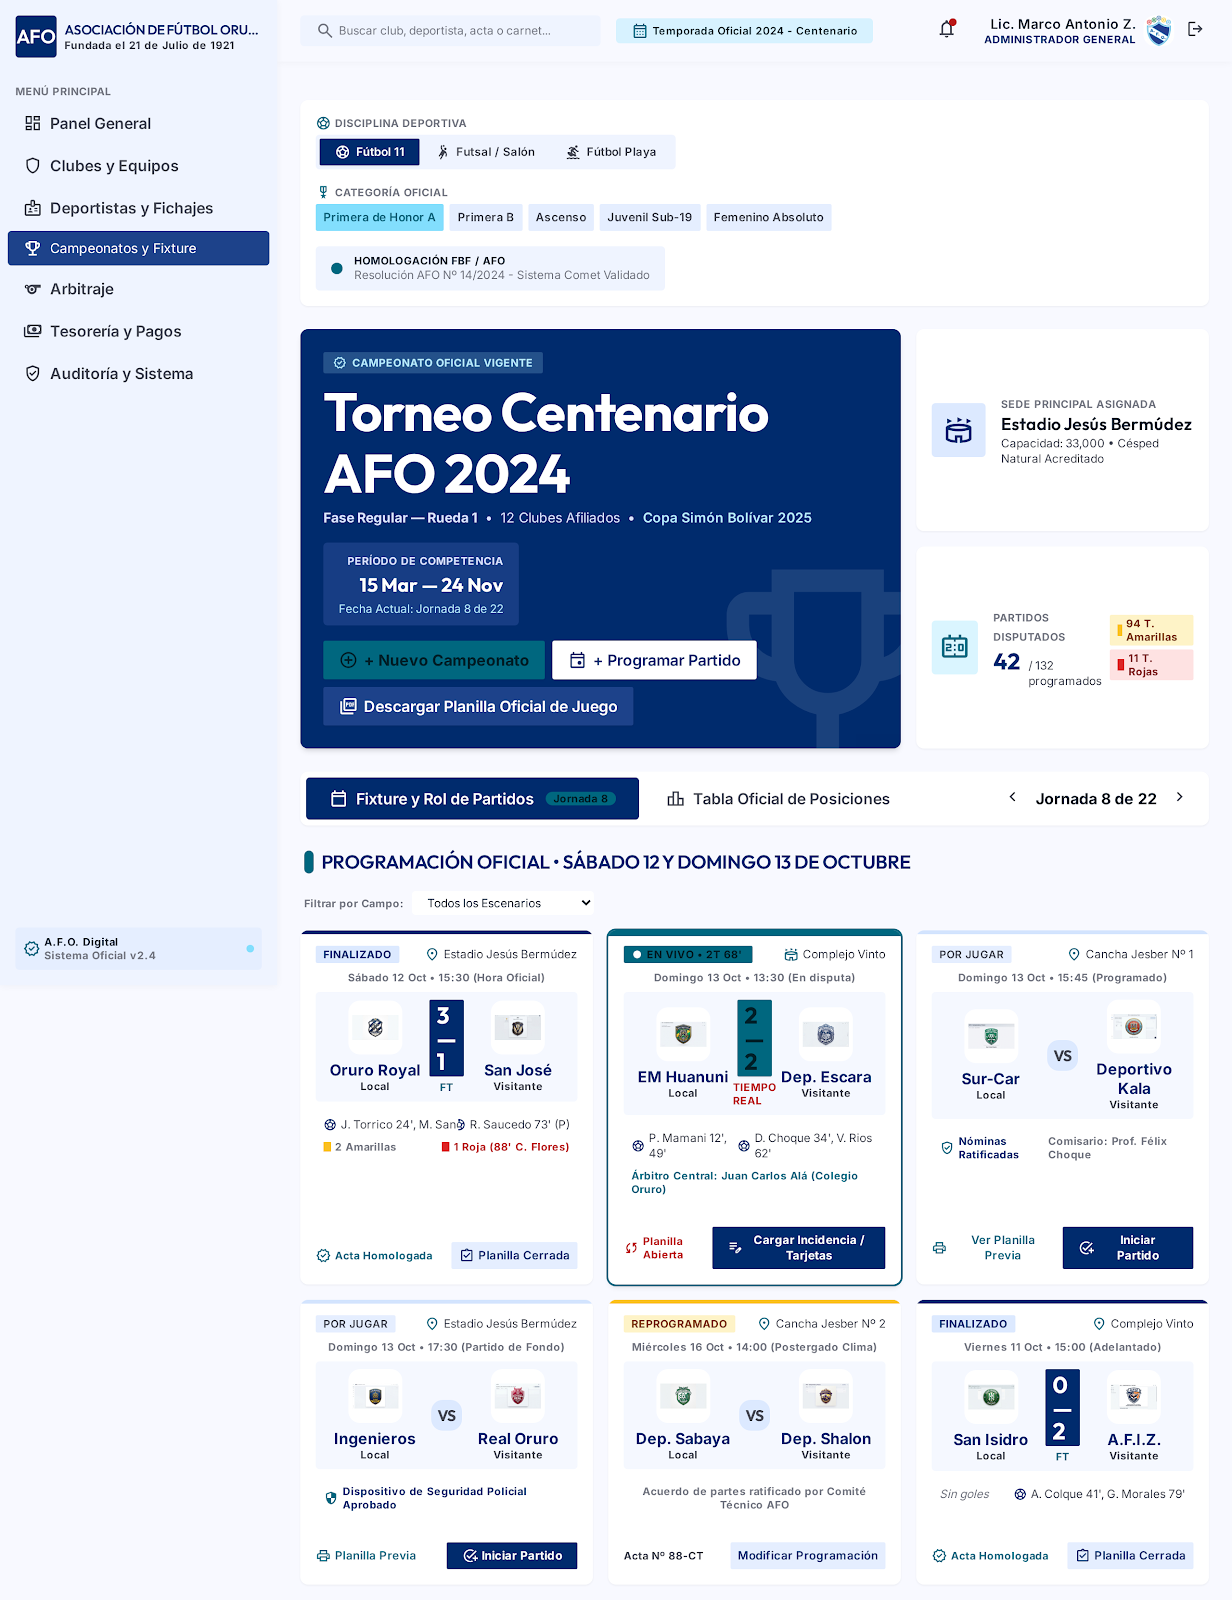 AFO
ASOCIACIÓN DE FÚTBOL ORU...
Fundada el 21 de Julio de 1921
Buscar club, deportista, acta o carnet...
Temporada Oficial 2024 - Centenario
Lic. Marco Antonio Z.
ADMINISTRADOR GENERAL
MENÚ PRINCIPAL
Panel General
Clubes y Equipos
Deportistas y Fichajes
Campeonatos y Fixture
Arbitraje
Tesorería y Pagos
Auditoría y Sistema
A.F.O. Digital
Sistema Oficial v2.4
DISCIPLINA DEPORTIVA
Fútbol 11
Futsal / Salón
Fútbol Playa
CATEGORÍA OFICIAL
Primera de Honor A
Primera B
Ascenso
Juvenil Sub-19
Femenino Absoluto
HOMOLOGACIÓN FBF / AFO
Resolución AFO Nº 14/2024 - Sistema Comet Validado
CAMPEONATO OFICIAL VIGENTE
Torneo Centenario
AFO 2024
Fase Regular — Rueda 1 • 12 Clubes Afiliados • Copa Simón Bolívar 2025
PERÍODO DE COMPETENCIA
15 Mar — 24 Nov
Fecha Actual: Jornada 8 de 22
+ Nuevo Campeonato
+ Programar Partido
PDF
Descargar Planilla Oficial de Juego
SEDE PRINCIPAL ASIGNADA
Estadio Jesús Bermúdez
Capacidad: 33,000 • Césped
Natural Acreditado
2:0
PARTIDOS
DISPUTADOS
42 / 132
programados
94 T.
Amarillas
11 T.
Rojas
Fixture y Rol de Partidos
Jornada 8
Tabla Oficial de Posiciones
Jornada 8 de 22
PROGRAMACIÓN OFICIAL • SÁBADO 12 Y DOMINGO 13 DE OCTUBRE
Filtrar por Campo:
Todos los Escenarios
FINALIZADO
Estadio Jesús Bermúdez
Sábado 12 Oct • 15:30 (Hora Oficial)
Oruro Royal
Local
3
—
1
FT
San José
Visitante
J. Torrico 24', M. San
R. Saucedo 73' (P)
2 Amarillas
1 Roja (88' C. Flores)
Acta Homologada
Planilla Cerrada
EN VIVO • 2T 68'
Complejo Vinto
Domingo 13 Oct • 13:30 (En disputa)
EM Huanuni
Local
2
—
2
TIEMPO
REAL
Dep. Escara
Visitante
P. Mamani 12',
49'
D. Choque 34', V. Rios
62'
Árbitro Central: Juan Carlos Alá (Colegio
Oruro)
Planilla
Abierta
Cargar Incidencia /
Tarjetas
POR JUGAR
Cancha Jesber Nº 1
Domingo 13 Oct • 15:45 (Programado)
Sur-Car
Local
VS
Deportivo
Kala
Visitante
Nóminas
Ratificadas
Comisario: Prof. Félix
Choque
Ver Planilla
Previa
Iniciar
Partido
POR JUGAR
Estadio Jesús Bermúdez
Domingo 13 Oct • 17:30 (Partido de Fondo)
Ingenieros
Local
VS
Real Oruro
Visitante
Dispositivo de Seguridad Policial
Aprobado
Planilla Previa
Iniciar Partido
REPROGRAMADO
Cancha Jesber Nº 2
Miércoles 16 Oct • 14:00 (Postergado Clima)
Dep. Sabaya
Local
VS
Dep. Shalon
Visitante
Acuerdo de partes ratificado por Comité
Técnico AFO
Acta Nº 88-CT
Modificar Programación
FINALIZADO
Complejo Vinto
Viernes 11 Oct • 15:00 (Adelantado)
San Isidro
Local
0
—
2
FT
A.F.I.Z.
Visitante
Sin goles
A. Colque 41', G. Morales 79'
Acta Homologada
Planilla Cerrada